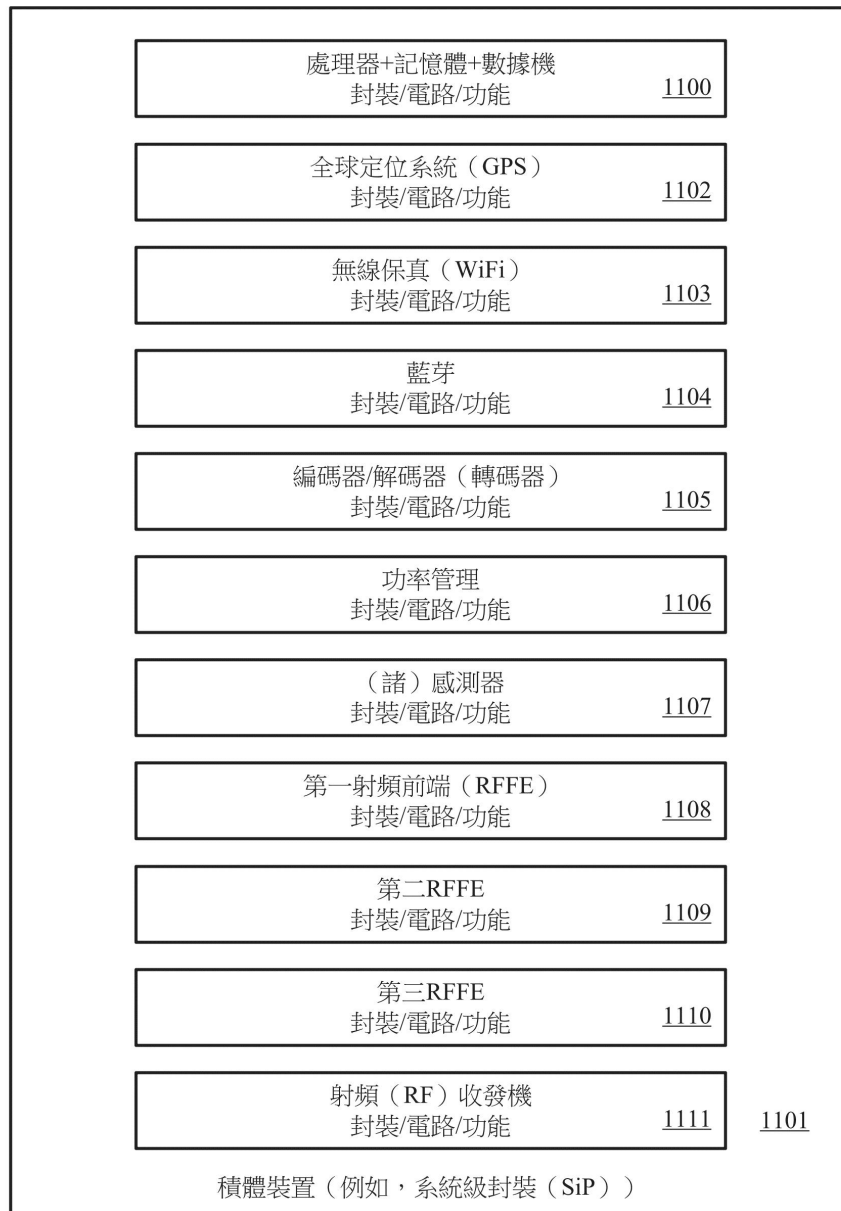 處理器+記憶體+數據機
封裝/電路/功能
1100
全球定位系統（GPS）
封裝/電路/功能
1102
無線保真（WiFi）
封裝/電路/功能
1103
藍芽
封裝/電路/功能
1104
編碼器/解碼器（轉碼器）
封裝/電路/功能
1105
功率管理
封裝/電路/功能
1106
（諸）感測器
封裝/電路/功能
1107
第一射頻前端（RFFE）
封裝/電路/功能
1108
第二RFFE
封裝/電路/功能
1109
第三RFFE
封裝/電路/功能
1110
射頻（RF）收發機
封裝/電路/功能
1111
1101
積體裝置（例如，系統級封裝（SiP））